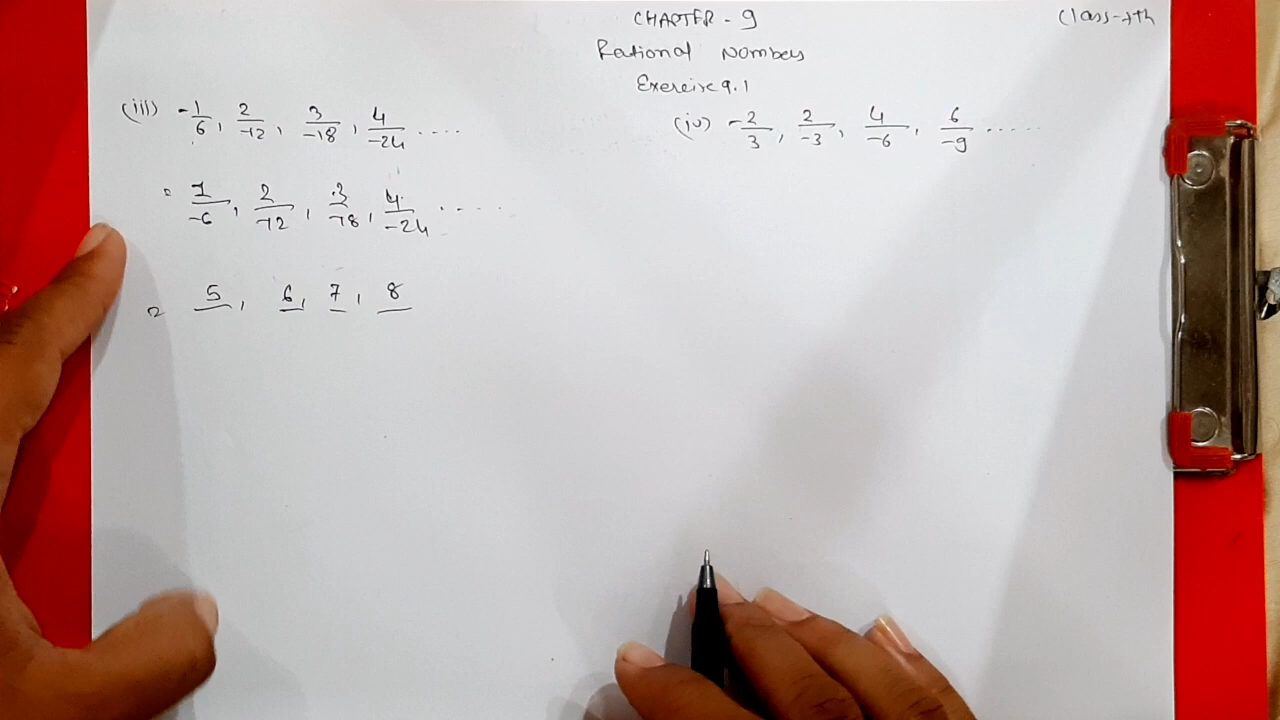 CHAPTER - 9
Class-7th
Rational Numbers
Exercise 9.1
(iii) -1/6, 2/-12, 3/-18, 4/-24 ....
(iv) -2/3, 2/-3, 4/-6, 6/-9 .....
= 1/-6, 2/-12, 3/-18, 4/-24 .....
= 5/, 6/, 7/, 8/